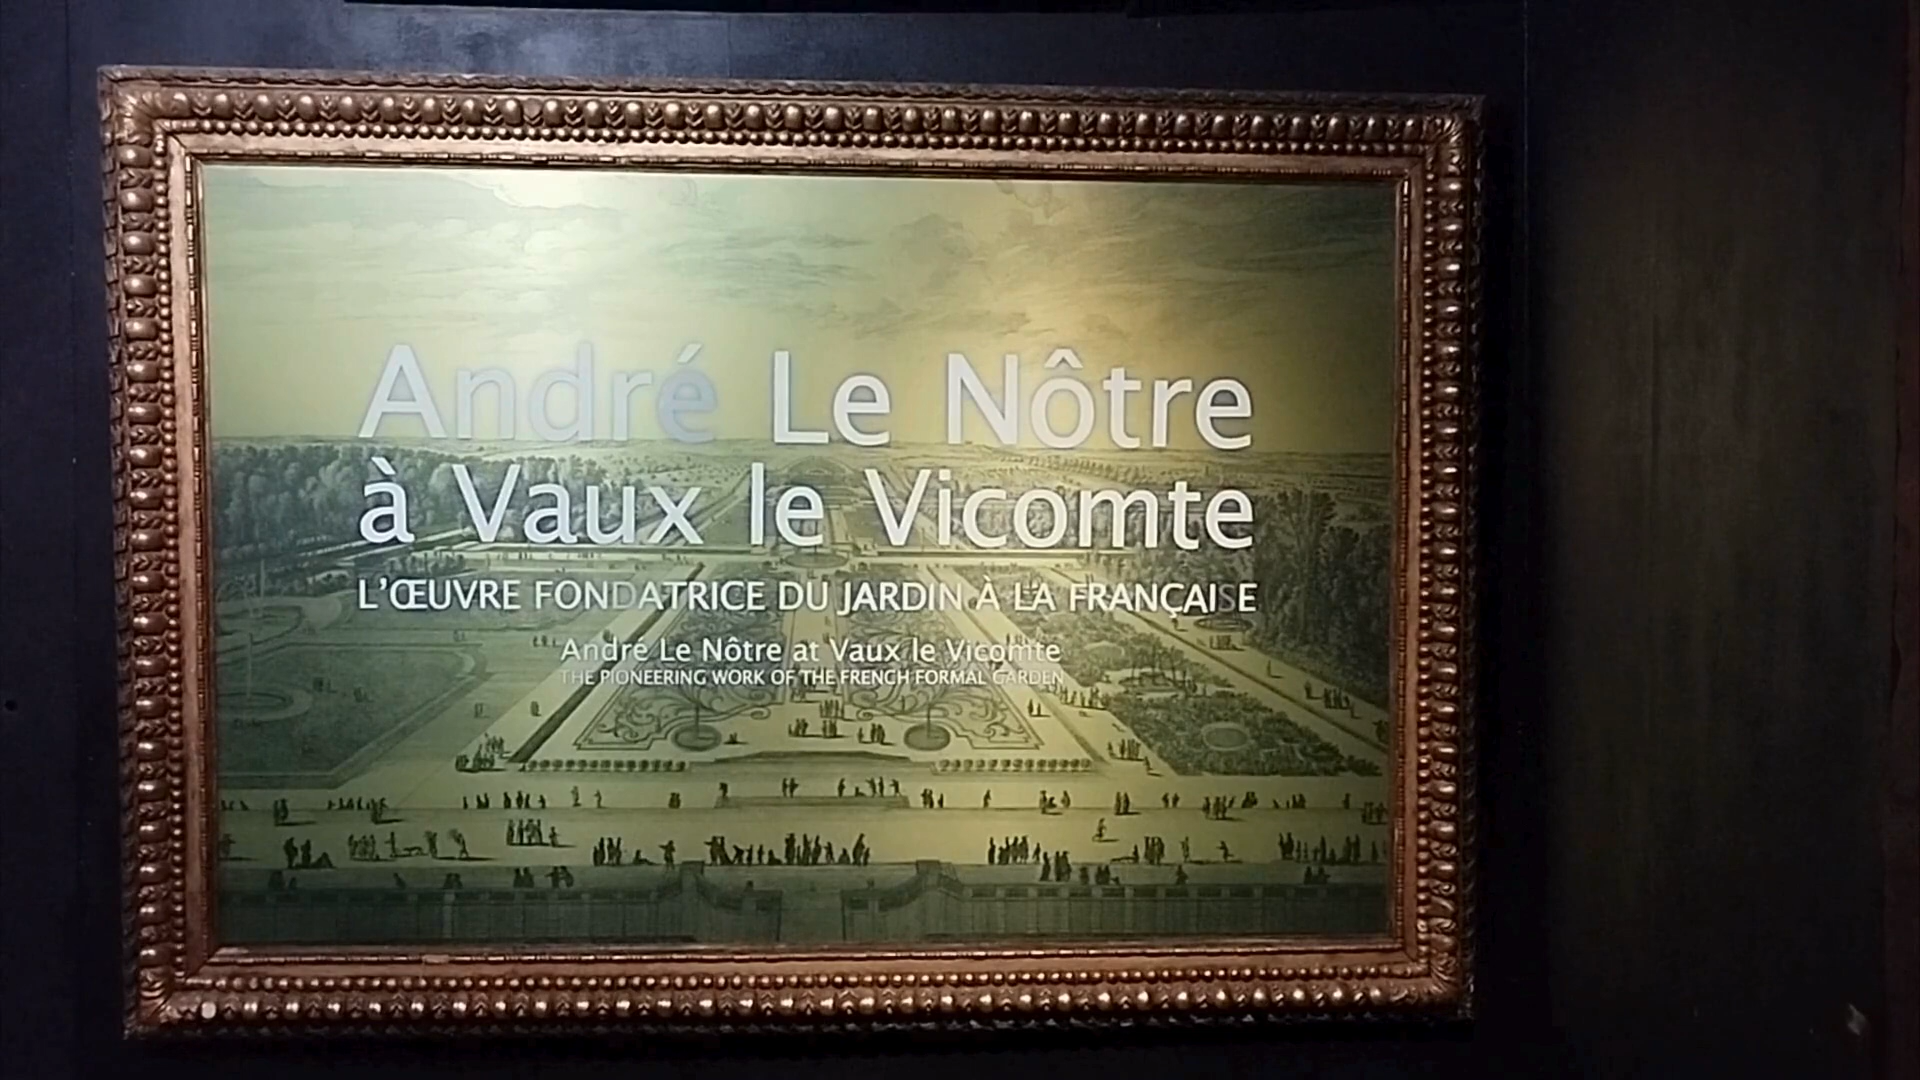 André Le Nôtre
à Vaux le Vicomte
L'ŒUVRE FONDATRICE DU JARDIN À LA FRANÇAISE
André Le Nôtre at Vaux le Vicomte
THE PIONEERING WORK OF THE FRENCH FORMAL GARDEN